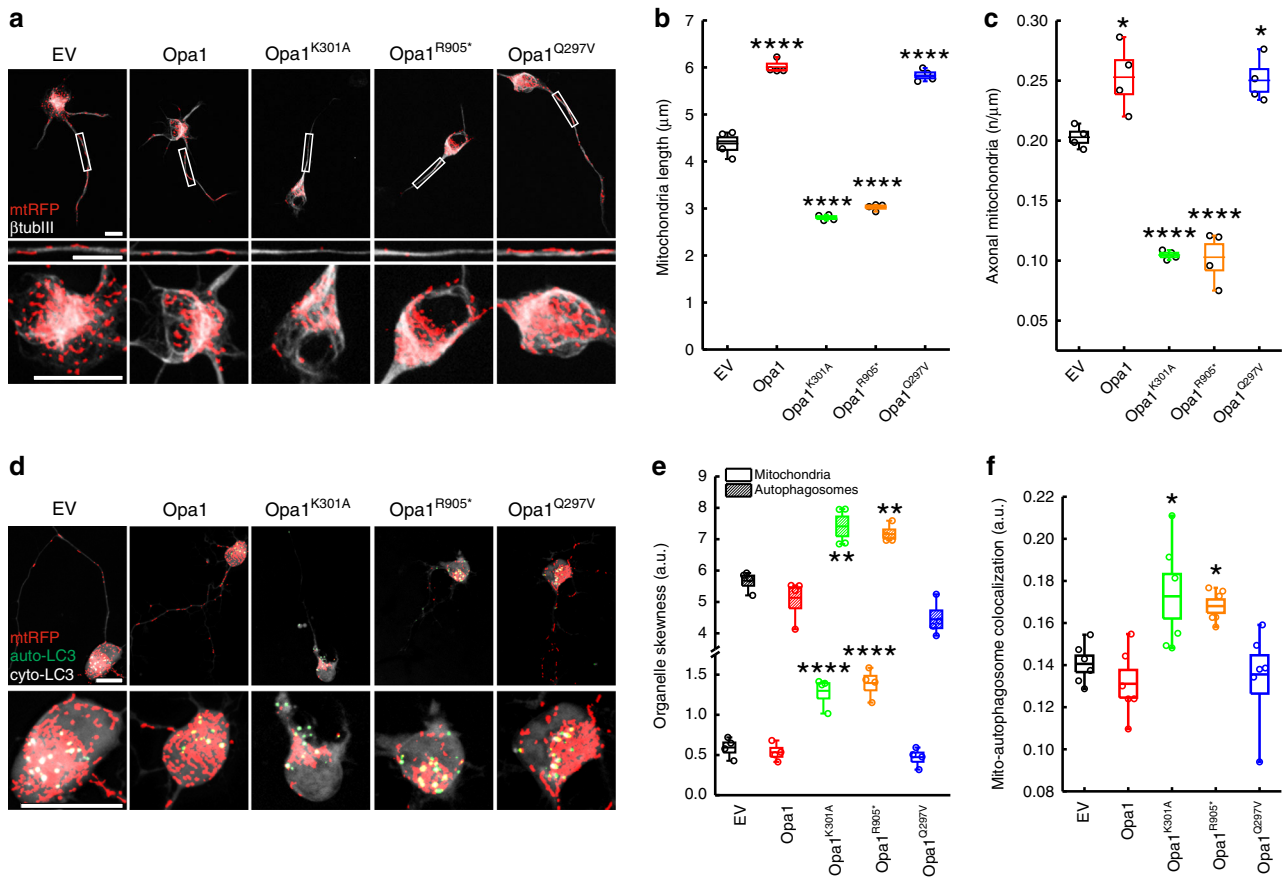 a
EV Opa1 Opa1K301A Opa1R905* Opa1Q297V
mtRFP
βtubIII
b
Mitochondria length (μm)
7
6
5
4
3
2
1
0
****
****
****
****
EV
Opa1
Opa1K301A
Opa1R905*
Opa1Q297V
c
Axonal mitochondria (n/μm)
0.30
0.25
0.20
0.10
0.05
0.00
*
*
****
****
EV
Opa1
Opa1K301A
Opa1R905*
Opa1Q297V
d
EV Opa1 Opa1K301A Opa1R905* Opa1Q297V
mtRFP
auto-LC3
cyto-LC3
e
Organelle skewness (a.u.)
9
8
7
6
5
4
1.5
1.0
0.5
0.0
Mitochondria
Autophagosomes
**
**
****
****
EV
Opa1
Opa1K301A
Opa1R905*
Opa1Q297V
f
Mito–autophagosome colocalization (a.u.)
0.22
0.20
0.18
0.16
0.14
0.12
0.10
0.08
*
*
EV
Opa1
Opa1K301A
Opa1R905*
Opa1Q297V